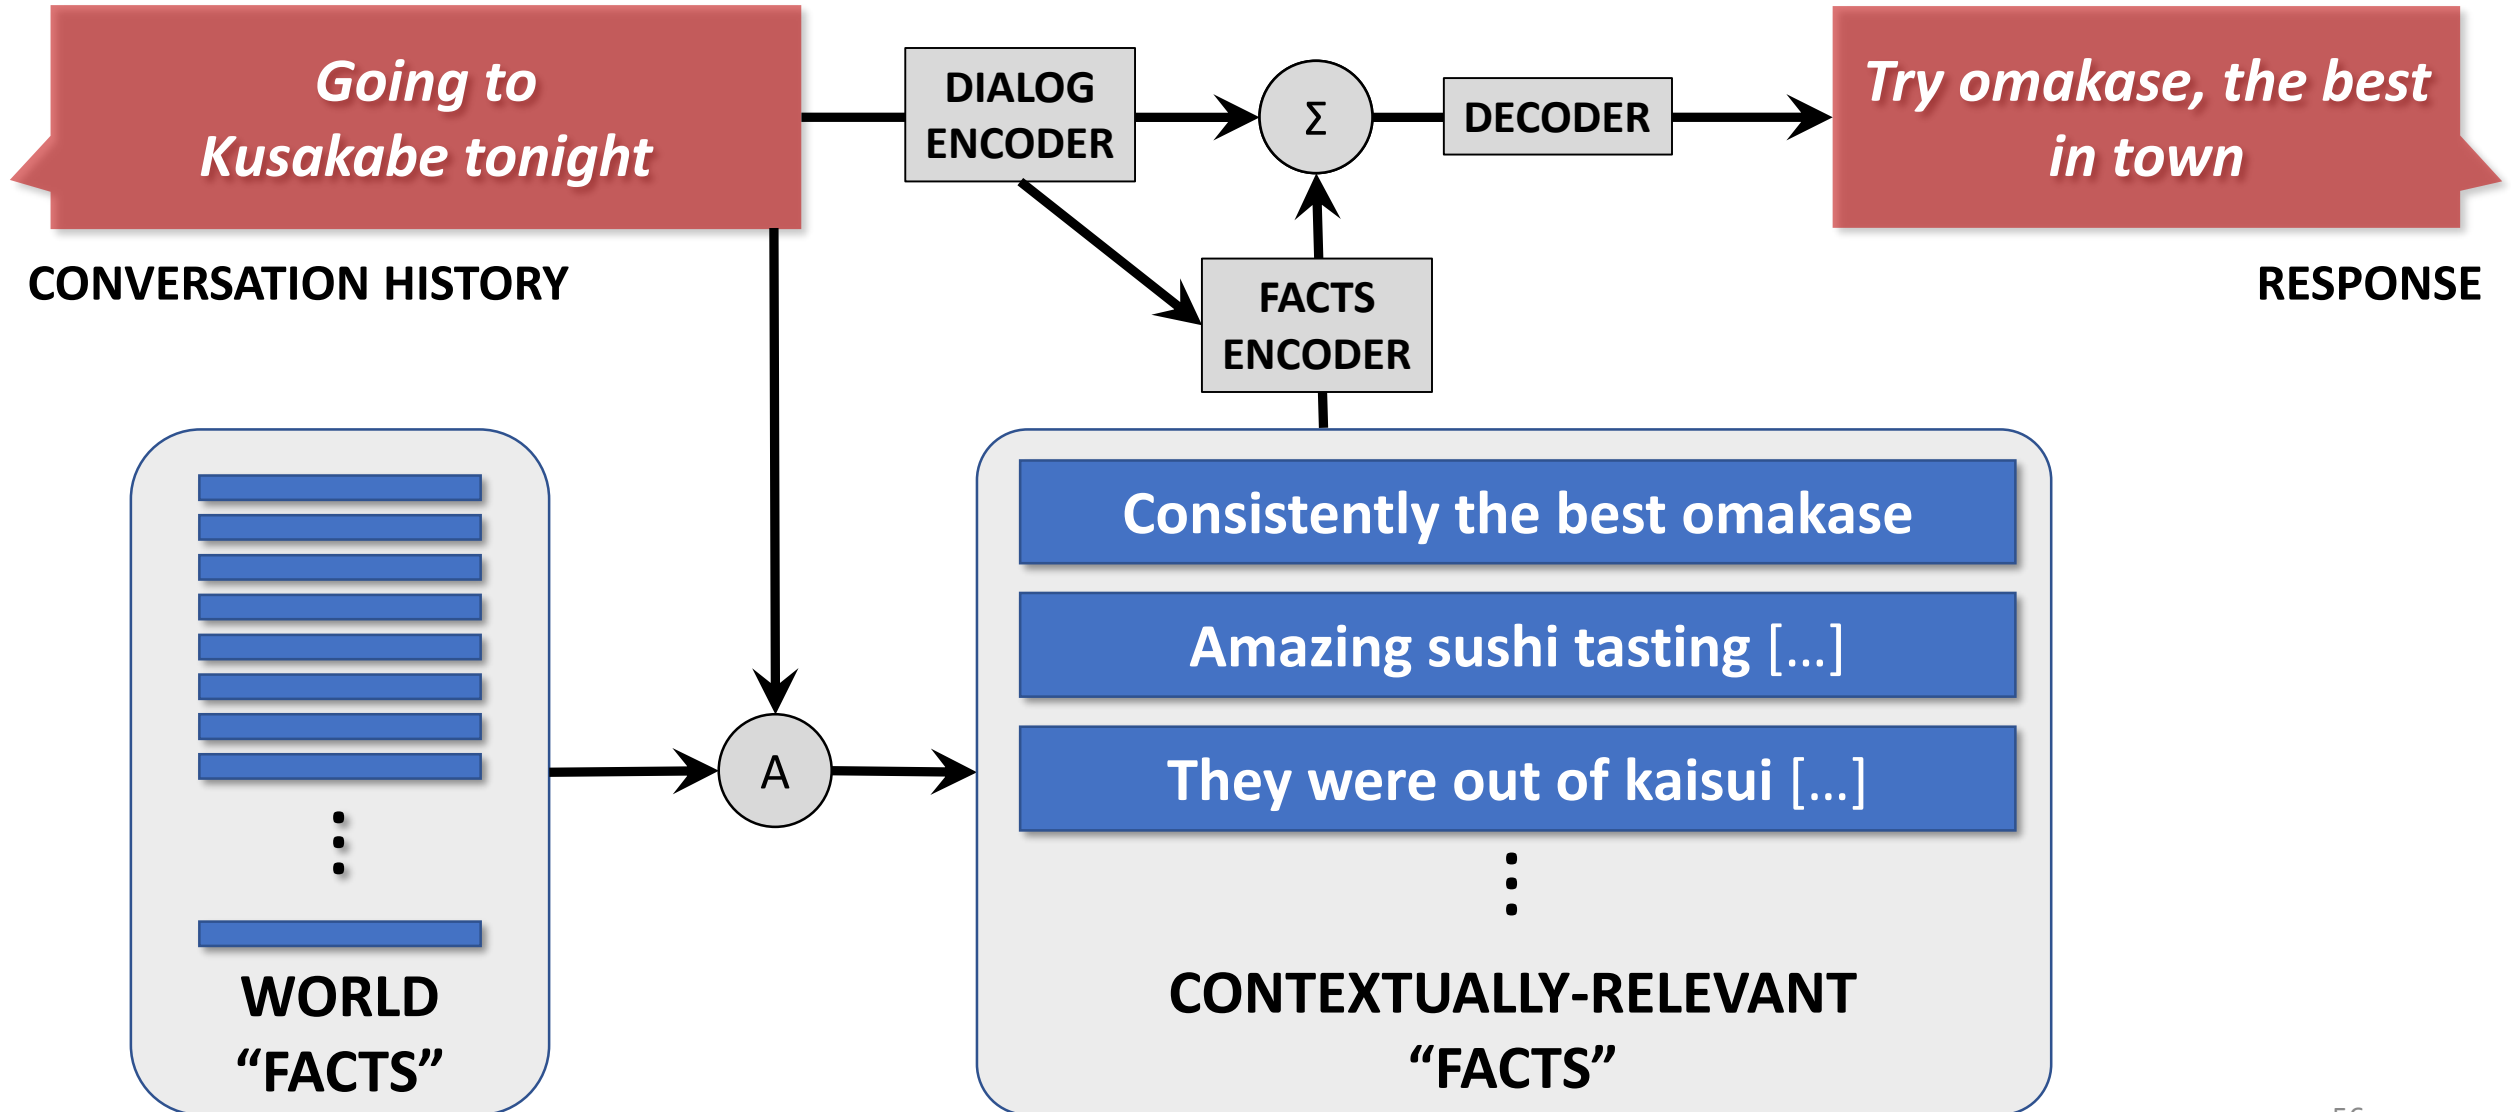 Going to
Kusakabe tonight
DIALOG
ENCODER
Σ
DECODER
Try omakase, the best
in town
CONVERSATION HISTORY
FACTS
ENCODER
RESPONSE
Consistently the best omakase
Amazing sushi tasting [...]
They were out of kaisui [...]
A
WORLD
“FACTS”
CONTEXTUALLY-RELEVANT
“FACTS”